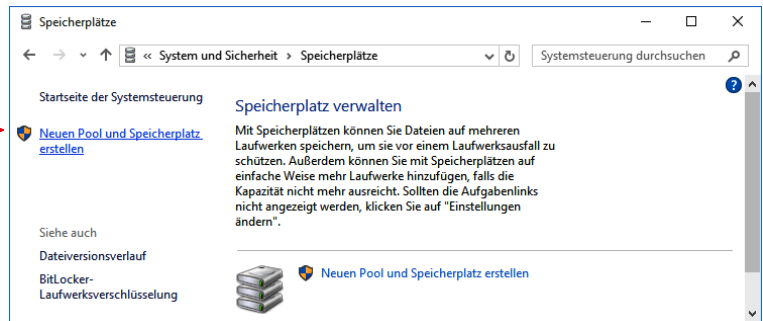 Speicherplätze
« System und Sicherheit › Speicherplätze
Systemsteuerung durchsuchen
?
Startseite der Systemsteuerung
Neuen Pool und Speicherplatz
erstellen
Siehe auch
Dateiversionsverlauf
BitLocker-
Laufwerksverschlüsselung
Speicherplatz verwalten
Mit Speicherplätzen können Sie Dateien auf mehreren
Laufwerken speichern, um sie vor einem Laufwerksausfall zu
schützen. Außerdem können Sie mit Speicherplätzen auf
einfache Weise mehr Laufwerke hinzufügen, falls die
Kapazität nicht mehr ausreicht. Sollten die Aufgabenlinks
nicht angezeigt werden, klicken Sie auf "Einstellungen
ändern".
Neuen Pool und Speicherplatz erstellen